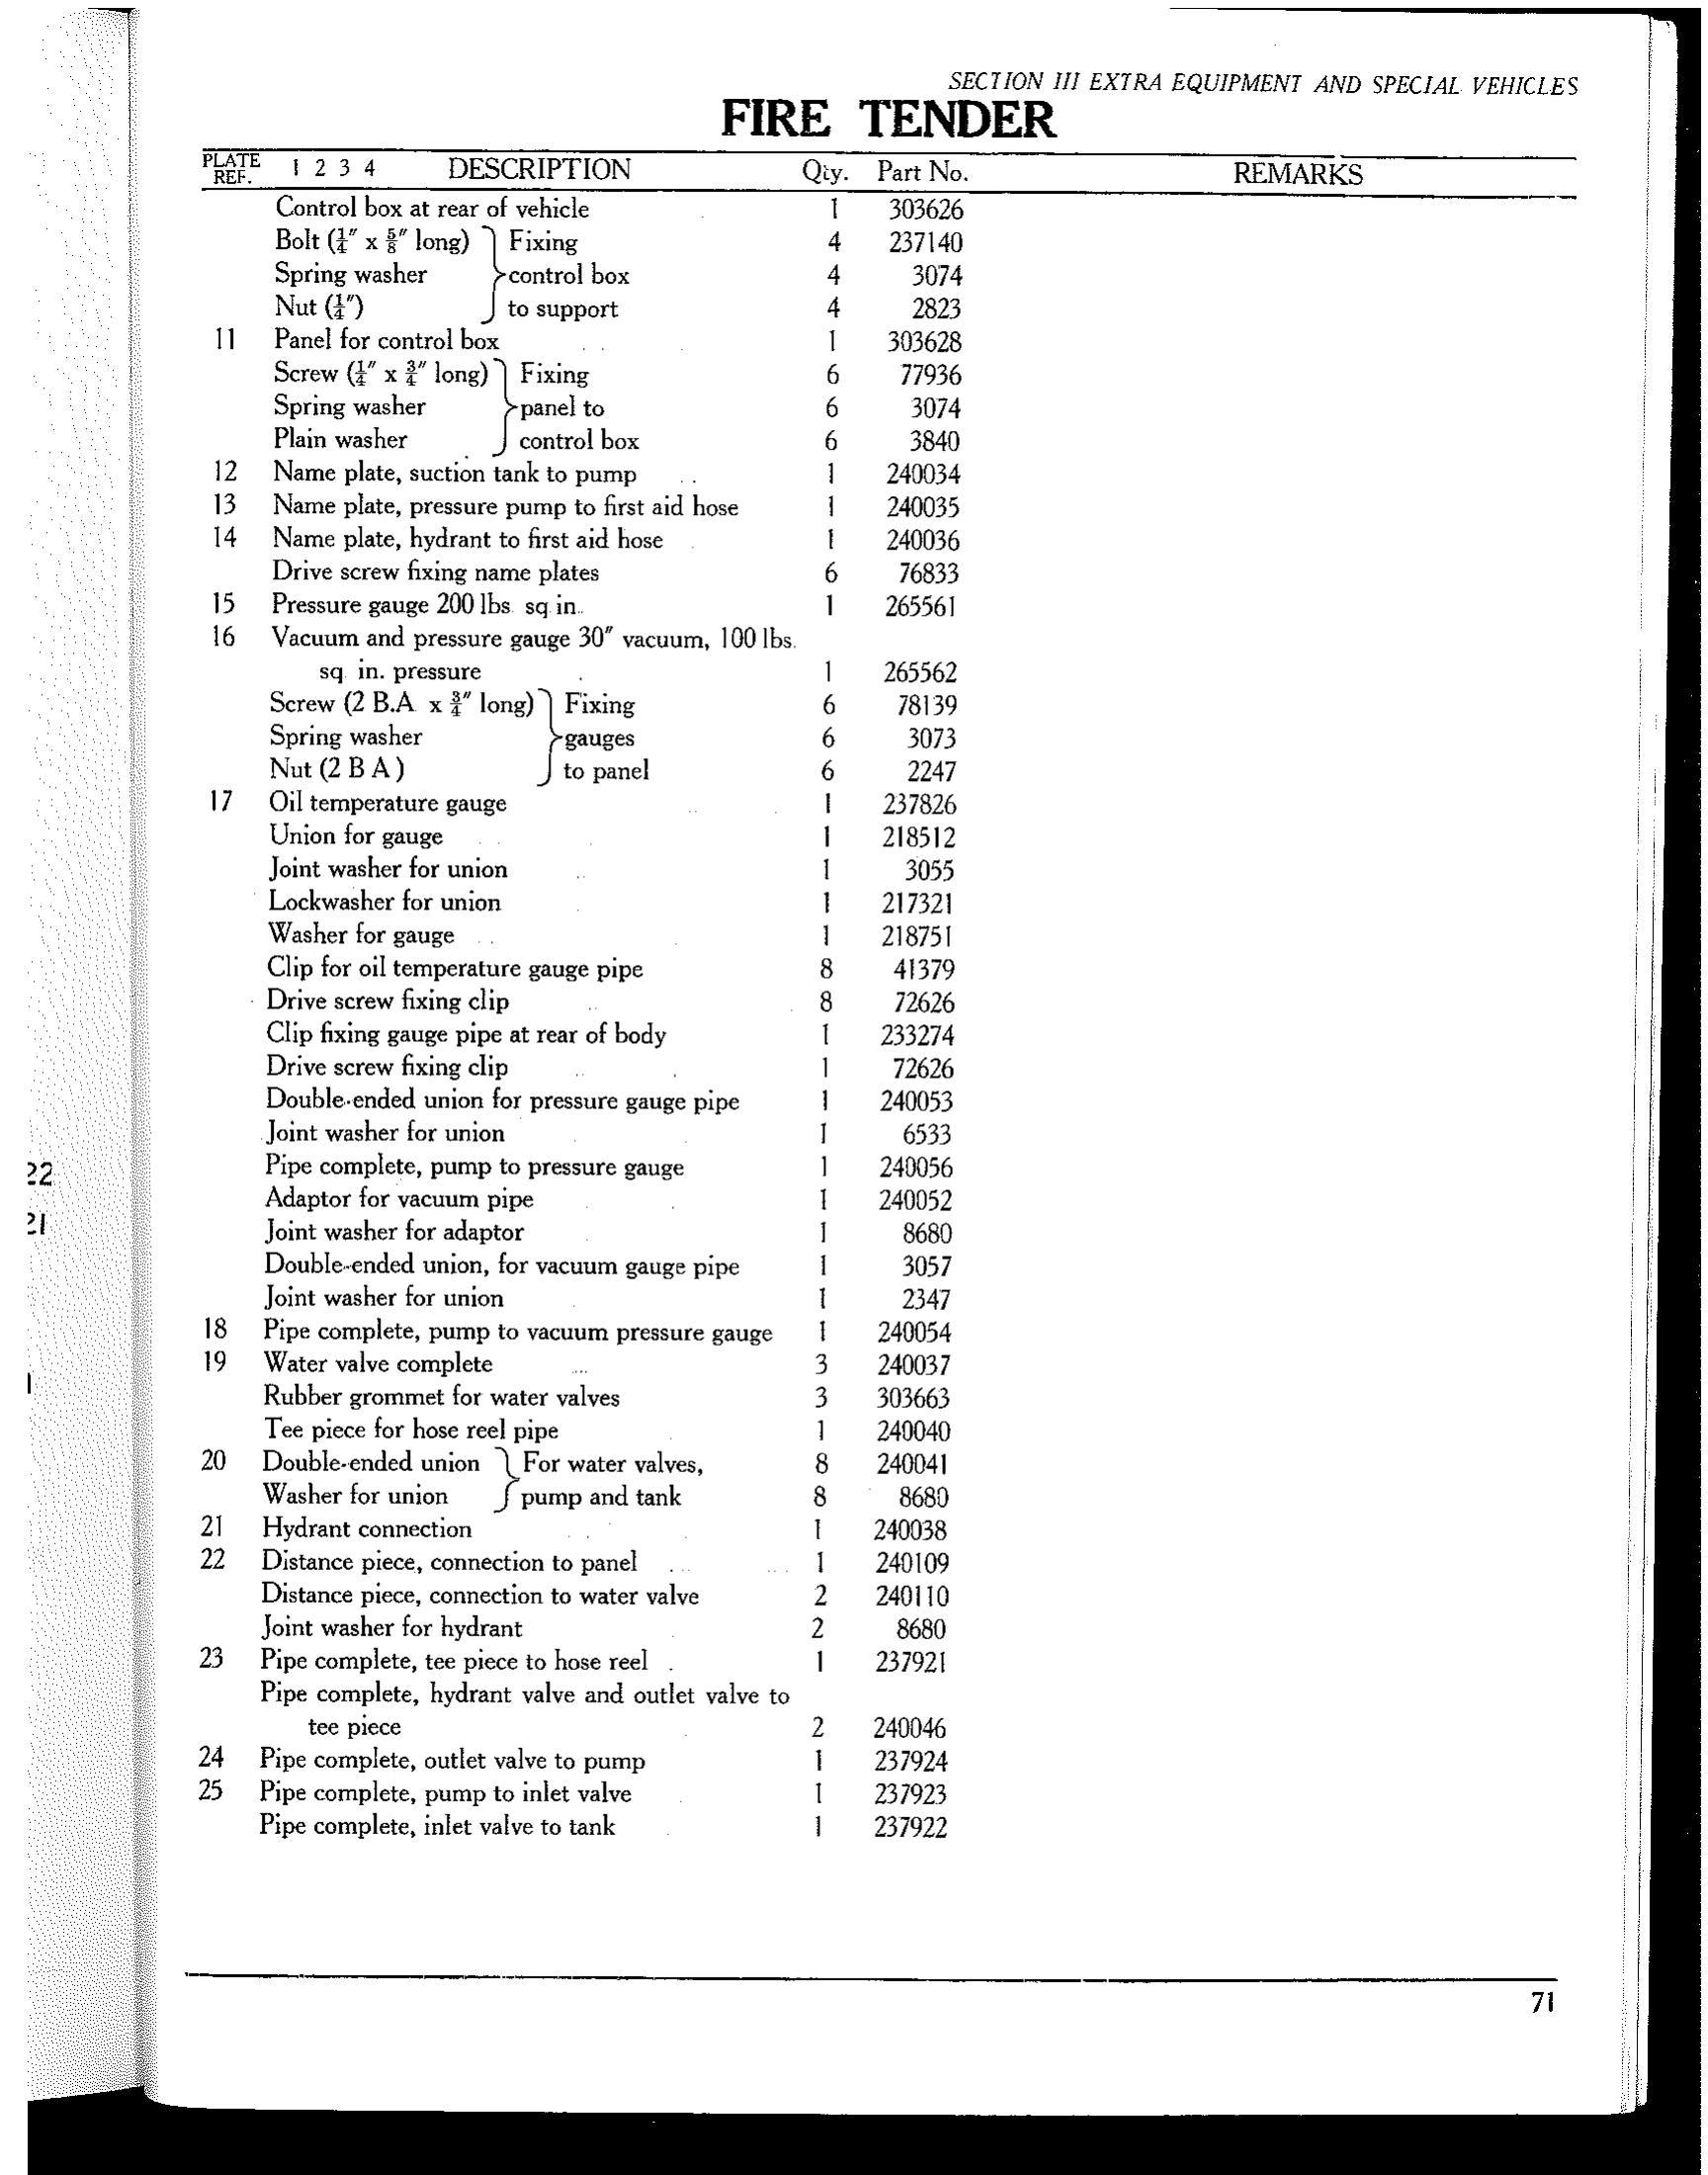 SECTION III EXTRA EQUIPMENT AND SPECIAL VEHICLES
FIRE TENDER
PLATE REF. 1 2 3 4 DESCRIPTION Qty. Part No. REMARKS
Control box at rear of vehicle 1 303626
Bolt (¼″ x ⅝″ long) } Fixing 4 237140
Spring washer } control box 4 3074
Nut (¼″) } to support 4 2823
11 Panel for control box 1 303628
Screw (¼″ x ¾″ long) } Fixing 6 77936
Spring washer } panel to 6 3074
Plain washer } control box 6 3840
12 Name plate, suction tank to pump 1 240034
13 Name plate, pressure pump to first aid hose 1 240035
14 Name plate, hydrant to first aid hose 1 240036
Drive screw fixing name plates 6 76833
15 Pressure gauge 200 lbs. sq. in. 1 265561
16 Vacuum and pressure gauge 30″ vacuum, 100 lbs.
sq. in. pressure 1 265562
Screw (2 B.A. x ¾″ long) } Fixing 6 78139
Spring washer } gauges 6 3073
Nut (2 B A ) } to panel 6 2247
17 Oil temperature gauge 1 237826
Union for gauge 1 218512
Joint washer for union 1 3055
Lockwasher for union 1 217321
Washer for gauge 1 218751
Clip for oil temperature gauge pipe 8 41379
Drive screw fixing clip 8 72626
Clip fixing gauge pipe at rear of body 1 233274
Drive screw fixing clip 1 72626
Double-ended union for pressure gauge pipe 1 240053
Joint washer for union 1 6533
Pipe complete, pump to pressure gauge 1 240056
Adaptor for vacuum pipe 1 240052
Joint washer for adaptor 1 8680
Double-ended union, for vacuum gauge pipe 1 3057
Joint washer for union 1 2347
18 Pipe complete, pump to vacuum pressure gauge 1 240054
19 Water valve complete 3 240037
Rubber grommet for water valves 3 303663
Tee piece for hose reel pipe 1 240040
20 Double-ended union } For water valves, 8 240041
Washer for union } pump and tank 8 8680
21 Hydrant connection 1 240038
22 Distance piece, connection to panel 1 240109
Distance piece, connection to water valve 2 240110
Joint washer for hydrant 2 8680
23 Pipe complete, tee piece to hose reel 1 237921
Pipe complete, hydrant valve and outlet valve to
tee piece 2 240046
24 Pipe complete, outlet valve to pump 1 237924
25 Pipe complete, pump to inlet valve 1 237923
Pipe complete, inlet valve to tank 1 237922
22
21
71